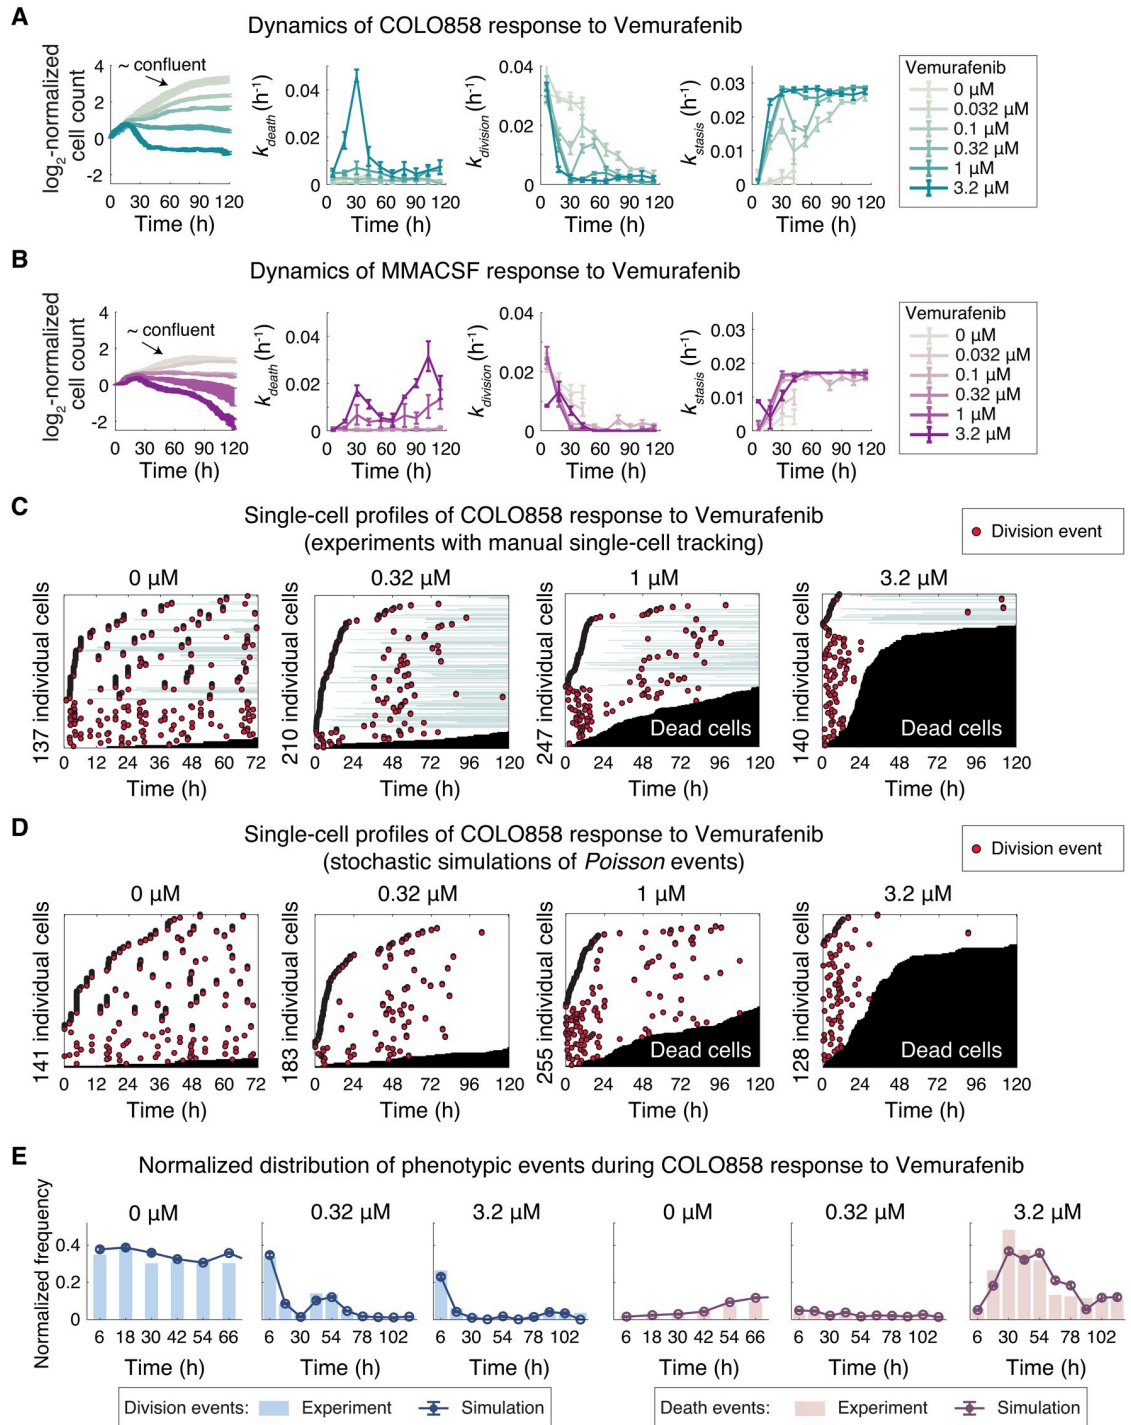 A
Dynamics of COLO858 response to Vemurafenib
log2-normalized
cell count
~ confluent
4
2
0
-2
0 30 60 90 120
Time (h)
kdeath (h-1)
0.04
0.02
0
0 30 60 90 120
Time (h)
kdivision (h-1)
0.04
0.02
0
0 30 60 90 120
Time (h)
kstasis (h-1)
0.03
0.02
0.01
0
0 30 60 90 120
Time (h)
Vemurafenib
0 µM
0.032 µM
0.1 µM
0.32 µM
1 µM
3.2 µM
B
Dynamics of MMACSF response to Vemurafenib
log2-normalized
cell count
~ confluent
4
2
0
-2
0 30 60 90 120
Time (h)
kdeath (h-1)
0.04
0.02
0
0 30 60 90 120
Time (h)
kdivision (h-1)
0.04
0.02
0
0 30 60 90 120
Time (h)
kstasis (h-1)
0.03
0.02
0.01
0
0 30 60 90 120
Time (h)
Vemurafenib
0 µM
0.032 µM
0.1 µM
0.32 µM
1 µM
3.2 µM
C
Single-cell profiles of COLO858 response to Vemurafenib
(experiments with manual single-cell tracking)
Division event
0 µM
137 individual cells
0 12 24 36 48 60 72
Time (h)
0.32 µM
210 individual cells
0 24 48 72 96 120
Time (h)
1 µM
247 individual cells
Dead cells
0 24 48 72 96 120
Time (h)
3.2 µM
140 individual cells
Dead cells
0 24 48 72 96 120
Time (h)
D
Single-cell profiles of COLO858 response to Vemurafenib
(stochastic simulations of Poisson events)
Division event
0 µM
141 individual cells
0 12 24 36 48 60 72
Time (h)
0.32 µM
183 individual cells
0 24 48 72 96 120
Time (h)
1 µM
255 individual cells
Dead cells
0 24 48 72 96 120
Time (h)
3.2 µM
128 individual cells
Dead cells
0 24 48 72 96 120
Time (h)
E
Normalized distribution of phenotypic events during COLO858 response to Vemurafenib
Normalized frequency
0.4
0.2
0
0 µM
6 18 30 42 54 66
Time (h)
0.32 µM
6 30 54 78 102
Time (h)
3.2 µM
6 30 54 78 102
Time (h)
0 µM
6 18 30 42 54 66
Time (h)
0.32 µM
6 30 54 78 102
Time (h)
3.2 µM
6 30 54 78 102
Time (h)
Division events: Experiment Simulation
Death events: Experiment Simulation